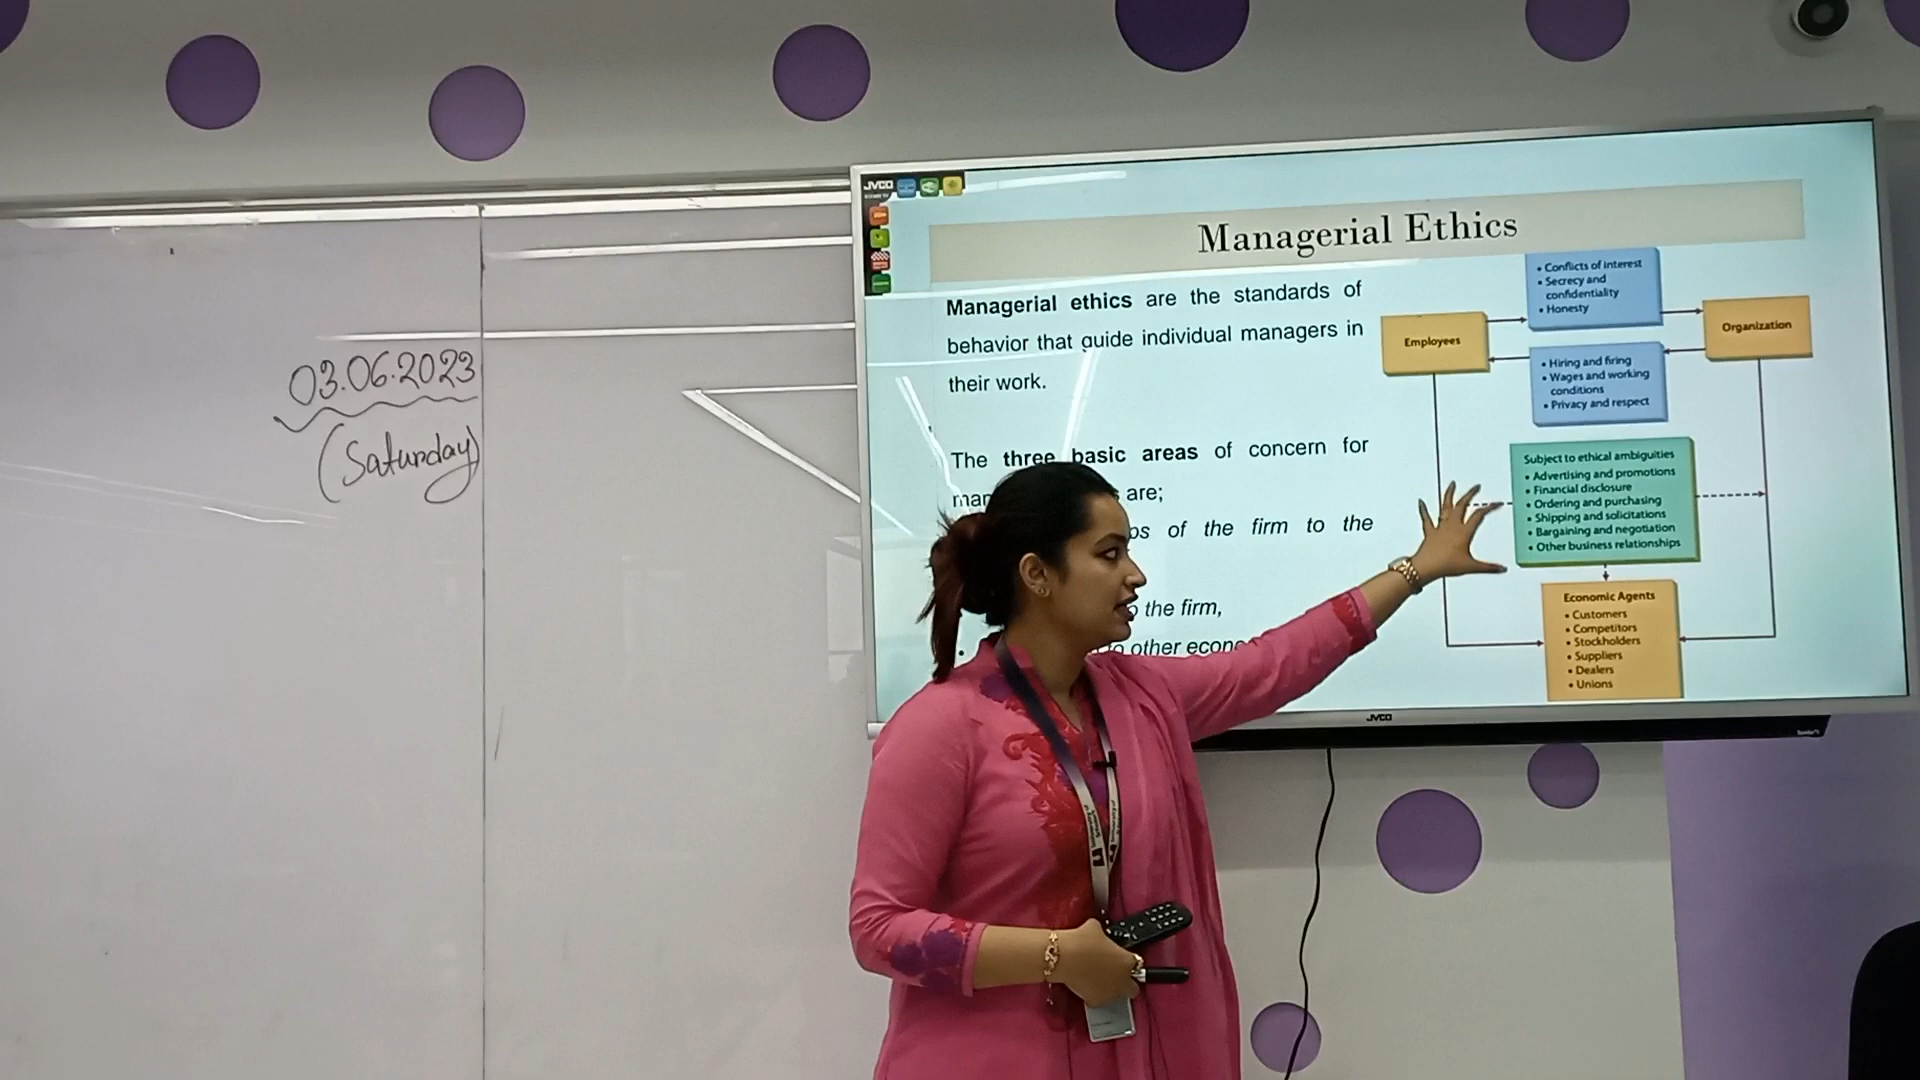 03.06.2023
(Saturday)
JVCO
Managerial Ethics
Managerial ethics are the standards of
behavior that guide individual managers in
their work.
The three basic areas of concern for
are;
of the firm to the
the firm,
other
Employees
• Conflicts of interest
• Secrecy and
confidentiality
• Honesty
Organization
• Hiring and firing
• Wages and working
conditions
• Privacy and respect
Subject to ethical ambiguities
• Advertising and promotions
• Financial disclosure
• Ordering and purchasing
• Shipping and solicitations
• Bargaining and negotiation
• Other business relationships
Economic Agents
• Customers
• Competitors
• Stockholders
• Suppliers
• Dealers
• Unions
JVCO
University of